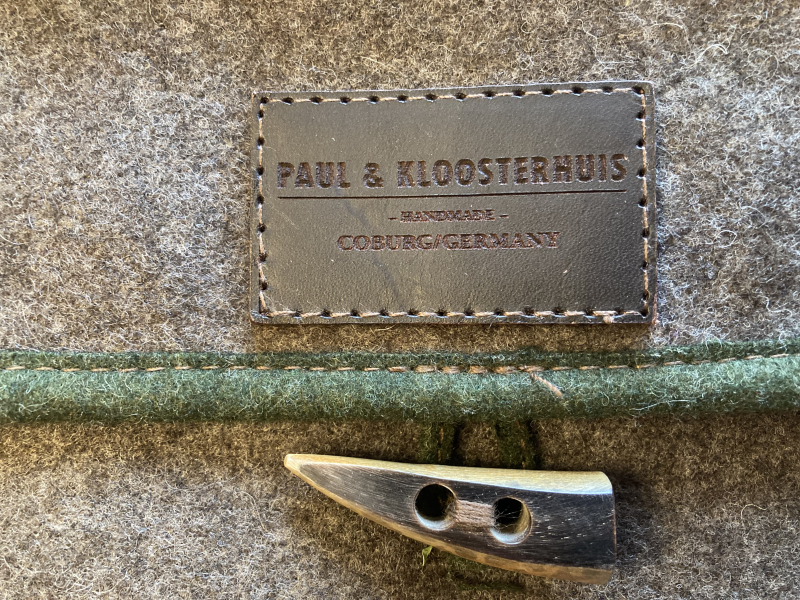 PAUL & KLOOSTERHUIS
- HANDMADE -
COBURG/GERMANY